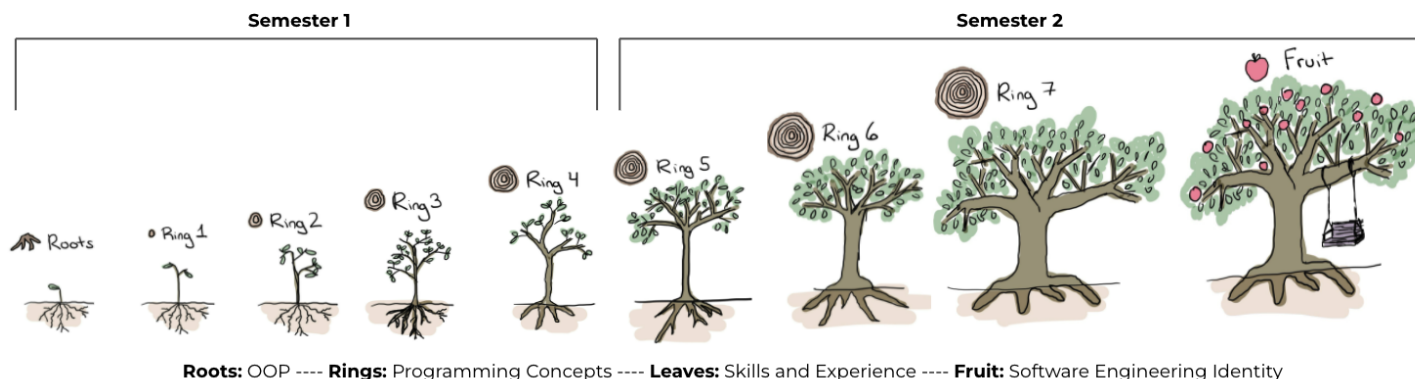 Semester 1
Semester 2
Roots
Ring 1
Ring 2
Ring 3
Ring 4
Ring 5
Ring 6
Ring 7
Fruit
Roots: OOP ---- Rings: Programming Concepts ---- Leaves: Skills and Experience ---- Fruit: Software Engineering Identity